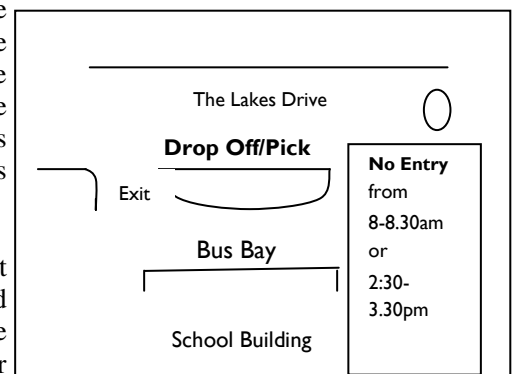 The Lakes Drive
Drop Off/Pick
Exit
Bus Bay
School Building
No Entry
from
8-8.30am
or
2:30-
3.30pm